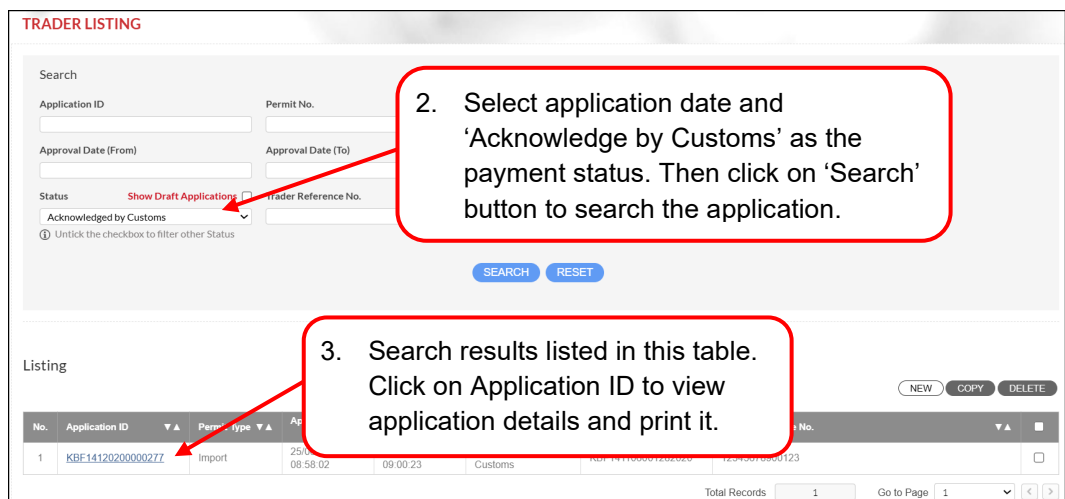 TRADER LISTING
Search
Application ID
Permit No.
Approval Date (From)
Approval Date (To)
Status
Show Draft Applications
Trader Reference No.
Acknowledged by Customs
Untick the checkbox to filter other Status
2. Select application date and
‘Acknowledge by Customs’ as the
payment status. Then click on ‘Search’
button to search the application.
SEARCH RESET
3. Search results listed in this table.
Click on Application ID to view
application details and print it.
Listing
NEW COPY DELETE
No. Application ID Permit Type No.
1 KBF14120200000277 Import
08:58:02 09:00:23 Customs
Total Records 1 Go to Page 1